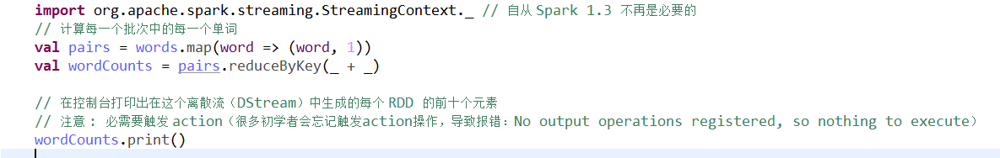 import org.apache.spark.streaming.StreamingContext._ // 自从 Spark 1.3 不再是必要的
// 计算每一个批次中的每一个单词
val pairs = words.map(word => (word, 1))
val wordCounts = pairs.reduceByKey(_ + _)
// 在控制台打印出在这个离散流（DStream）中生成的每个 RDD 的前十个元素
// 注意： 必需要触发 action（很多初学者会忘记触发action操作，导致报错：No output operations registered, so nothing to execute）
wordCounts.print()